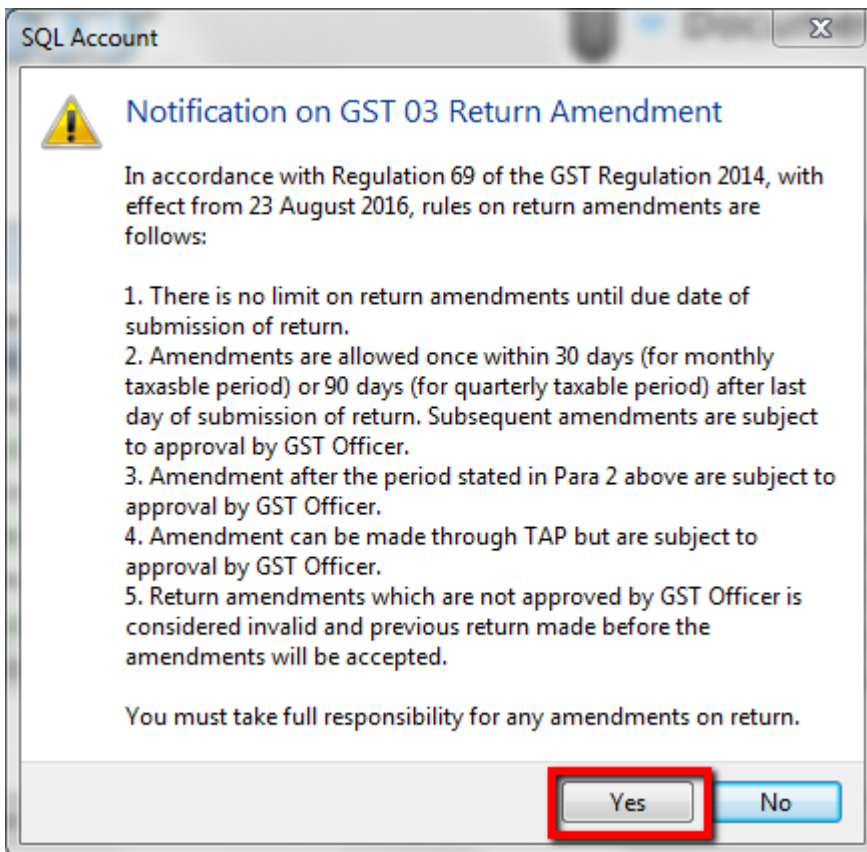 SQL Account
Notification on GST 03 Return Amendment
In accordance with Regulation 69 of the GST Regulation 2014, with
effect from 23 August 2016, rules on return amendments are
follows:
1. There is no limit on return amendments until due date of
submission of return.
2. Amendments are allowed once within 30 days (for monthly
taxasble period) or 90 days (for quarterly taxable period) after last
day of submission of return. Subsequent amendments are subject
to approval by GST Officer.
3. Amendment after the period stated in Para 2 above are subject to
approval by GST Officer.
4. Amendment can be made through TAP but are subject to
approval by GST Officer.
5. Return amendments which are not approved by GST Officer is
considered invalid and previous return made before the
amendments will be accepted.
You must take full responsibility for any amendments on return.
Yes
No